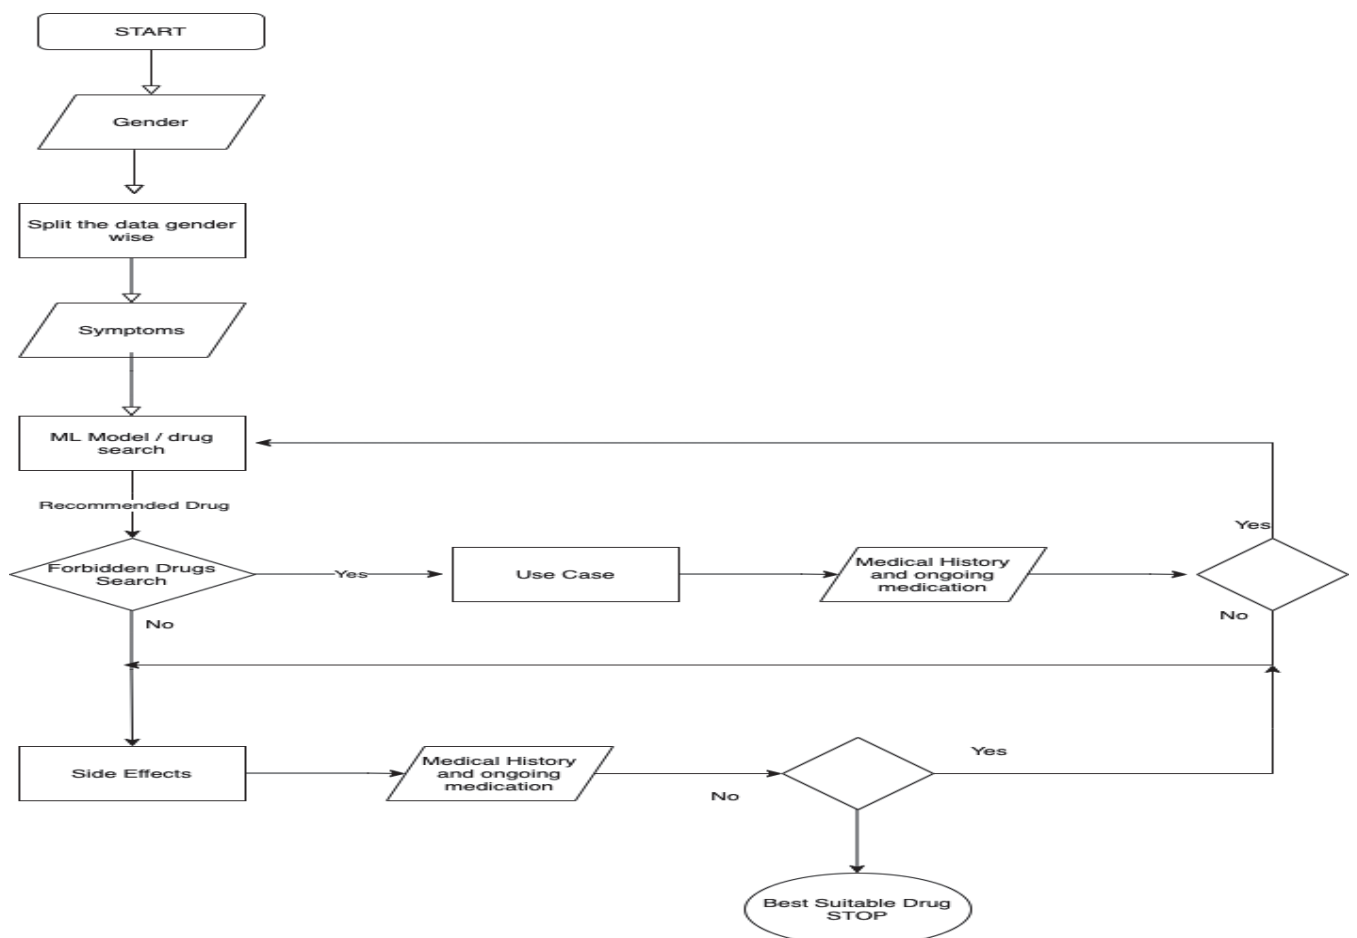 START
Gender
Split the data gender
wise
Symptoms
ML Model / drug
search
Recommended Drug
Forbidden Drugs
Search
Yes
Use Case
Medical History
and ongoing
medication
Yes
No
No
Side Effects
Medical History
and ongoing
medication
No
Yes
Best Suitable Drug
STOP